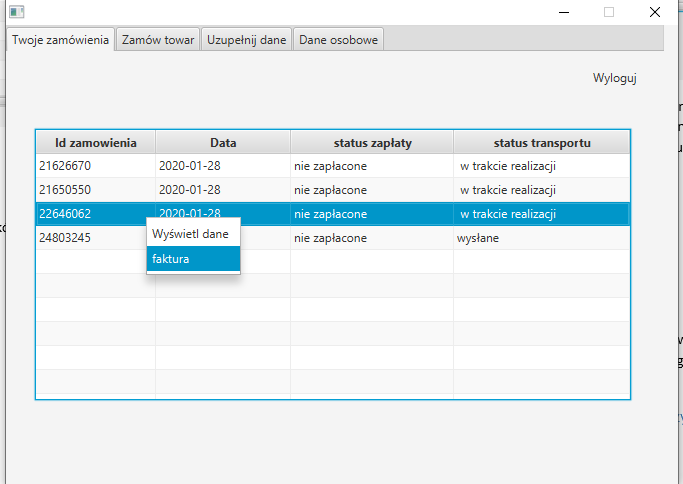 Twoje zamówienia Zamów towar Uzupełnij dane Dane osobowe
Wyloguj
Id zamowienia Data status zapłaty status transportu
21626670 2020-01-28 nie zapłacone w trakcie realizacji
21650550 2020-01-28 nie zapłacone w trakcie realizacji
22646062 2020-01-28 nie zapłacone w trakcie realizacji
24803245 nie zapłacone wysłane
Wyświetl dane
faktura